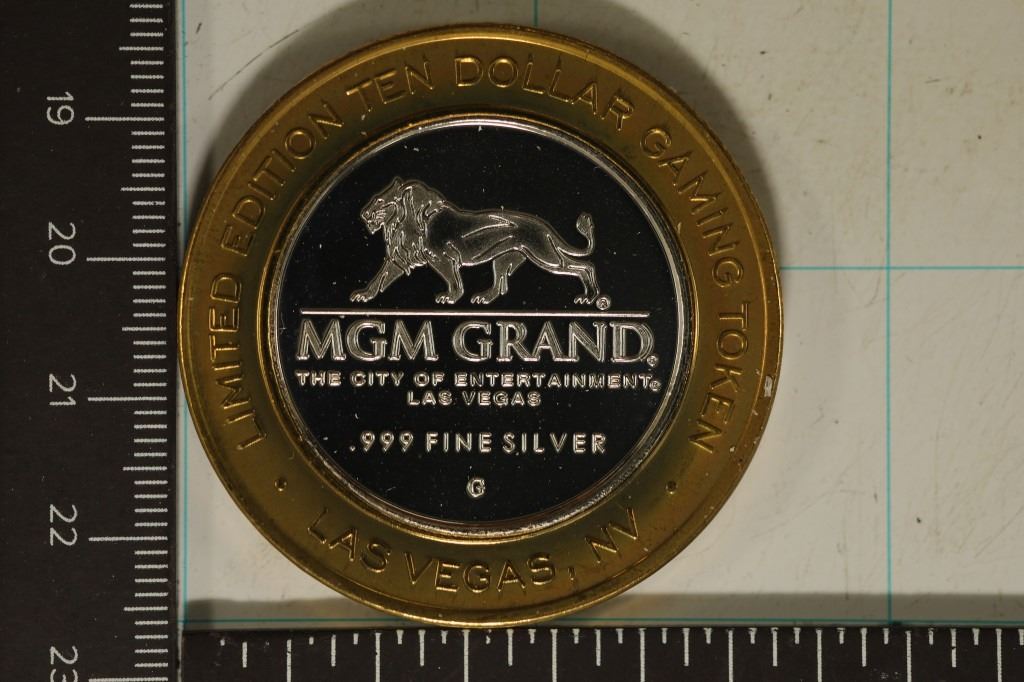 LIMITED EDITION TEN DOLLAR GAMING TOKEN
MGM GRAND®
THE CITY OF ENTERTAINMENT®
LAS VEGAS
.999 FINE SILVER
G
• LAS VEGAS, NV •
®
19
20
21
22
23